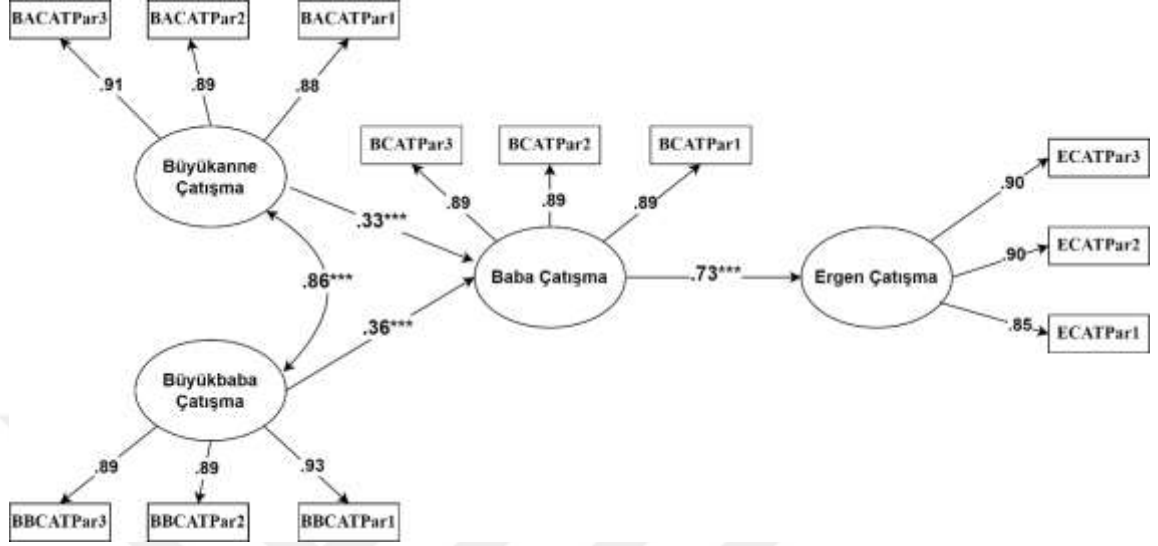 BACATPar3
BACATPar2
BACATPar1
.91
.89
.88
Büyükanne
Çatışma
BCATPar3
BCATPar2
BCATPar1
.89
.89
.89
.33***
.86***
Baba Çatışma
.73***
Ergen Çatışma
ECATPar3
.90
ECATPar2
.90
ECATPar1
.85
.36***
Büyükbaba
Çatışma
.89
.89
.93
BBCATPar3
BBCATPar2
BBCATPar1